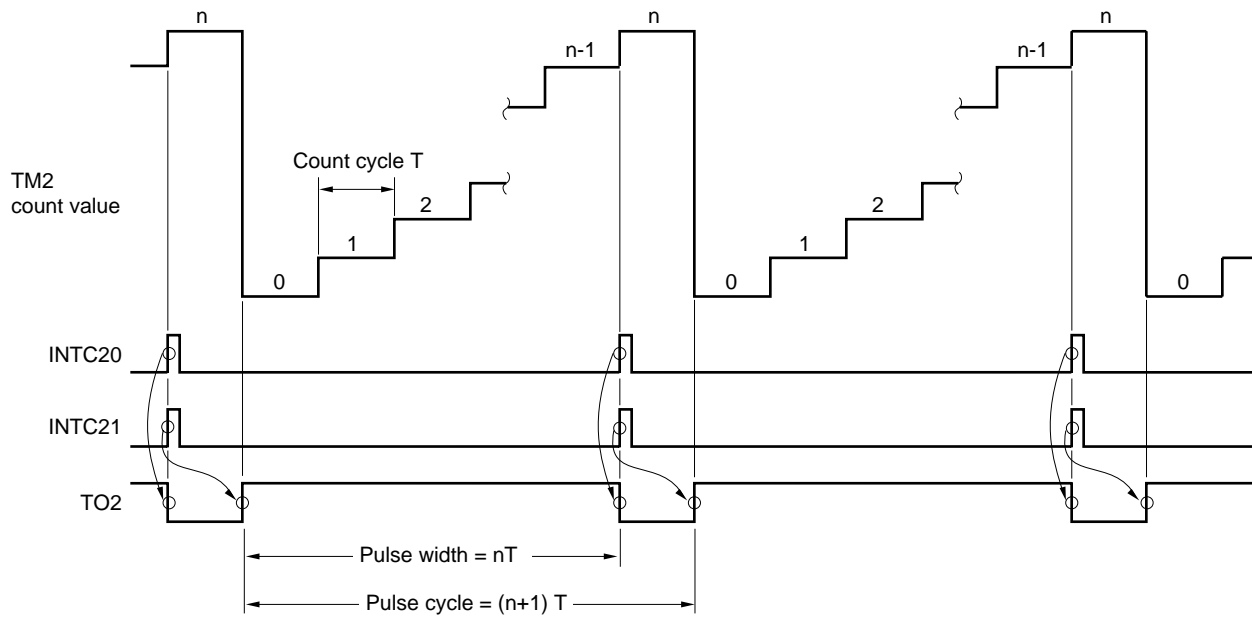 n
n
n
n-1
n-1
Count cycle T
TM2
count value
2
2
1
1
0
0
0
INTC20
INTC21
TO2
Pulse width = nT
Pulse cycle = (n+1) T